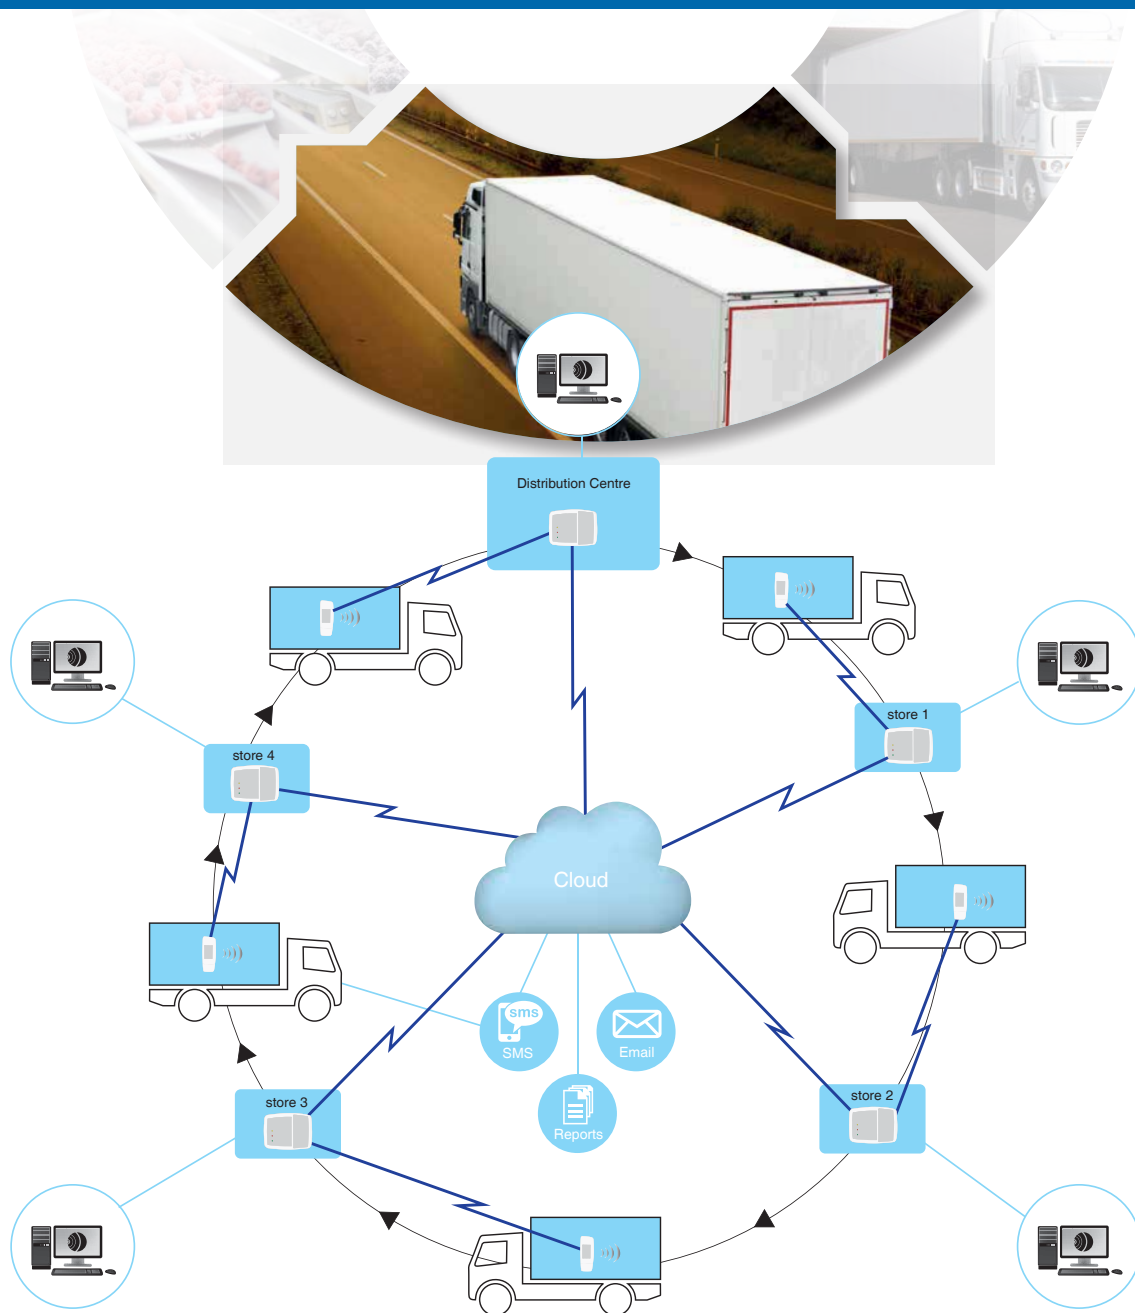 Distribution Centre
store 1
store 4
Cloud
sms
SMS
Email
Reports
store 3
store 2